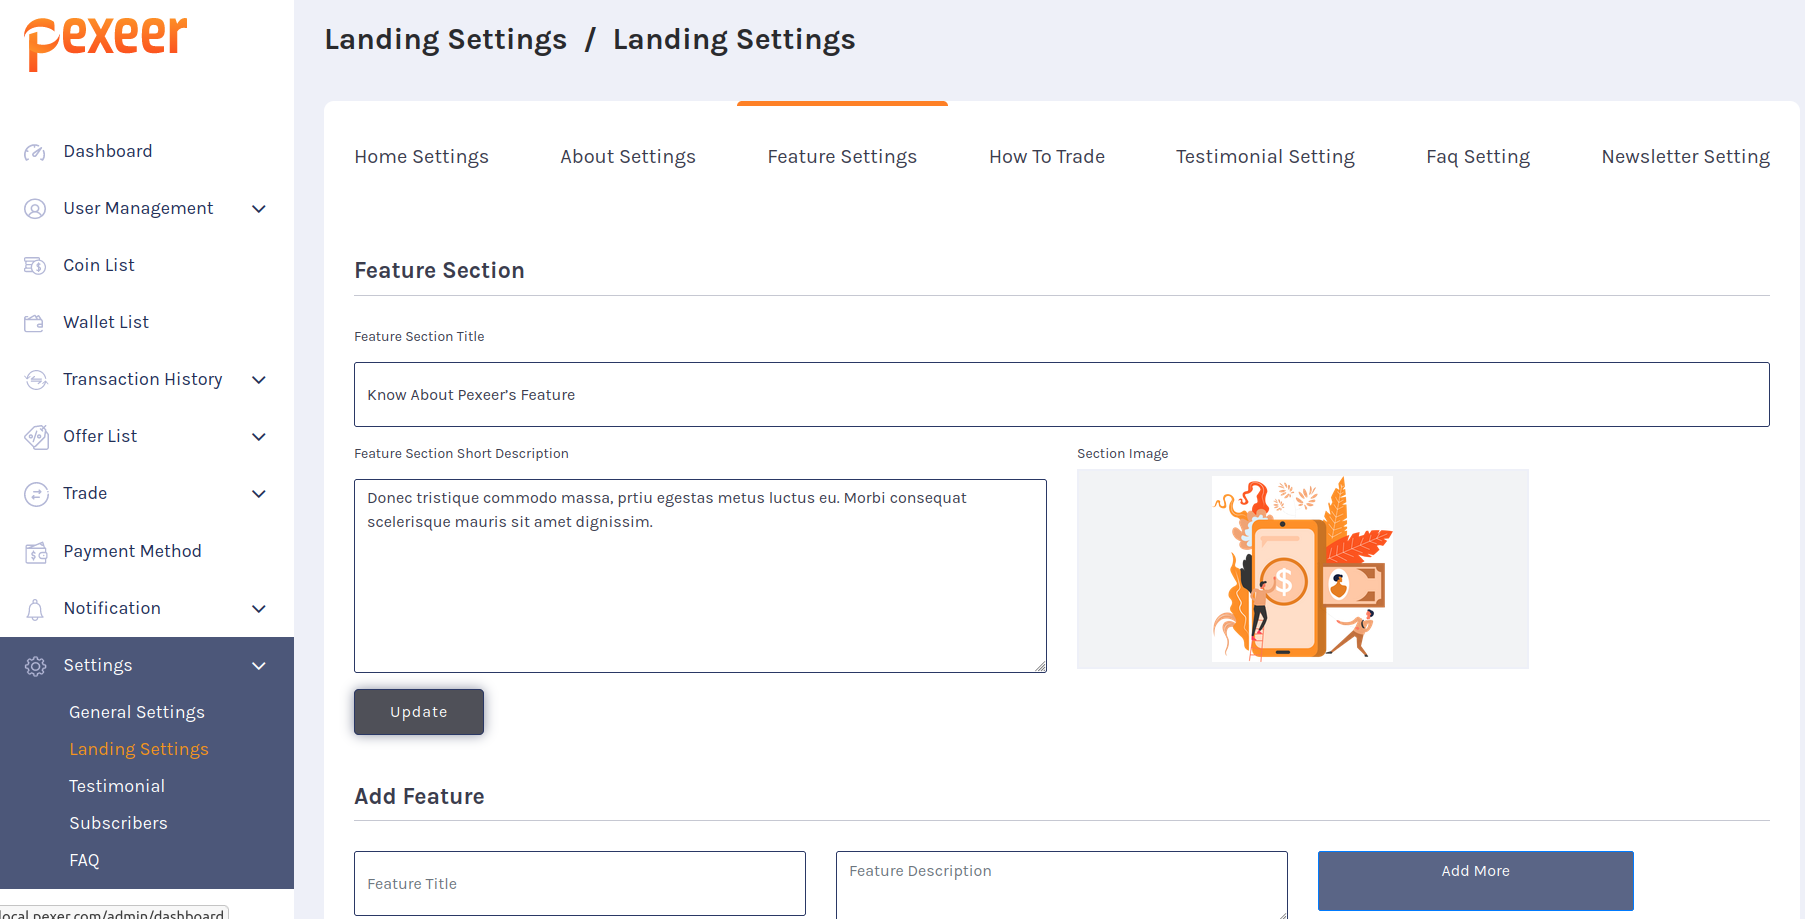 pexeer
Dashboard
User Management
Coin List
Wallet List
Transaction History
Offer List
Trade
Payment Method
Notification
Settings
General Settings
Landing Settings
Testimonial
Subscribers
FAQ
local.pexer.com/admin/dashboard
Landing Settings / Landing Settings
Home Settings About Settings Feature Settings How To Trade Testimonial Setting Faq Setting Newsletter Setting
Feature Section
Feature Section Title
Know About Pexeer's Feature
Feature Section Short Description
Donec tristique commodo massa, prtiu egestas metus luctus eu. Morbi consequat
scelerisque mauris sit amet dignissim.
Section Image
$
Update
Add Feature
Feature Title
Feature Description
Add More